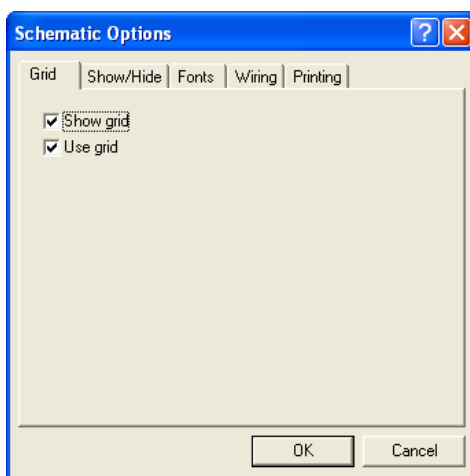 Schematic Options ?
Grid Show/Hide Fonts Wiring Printing
Show grid
Use grid
OK Cancel